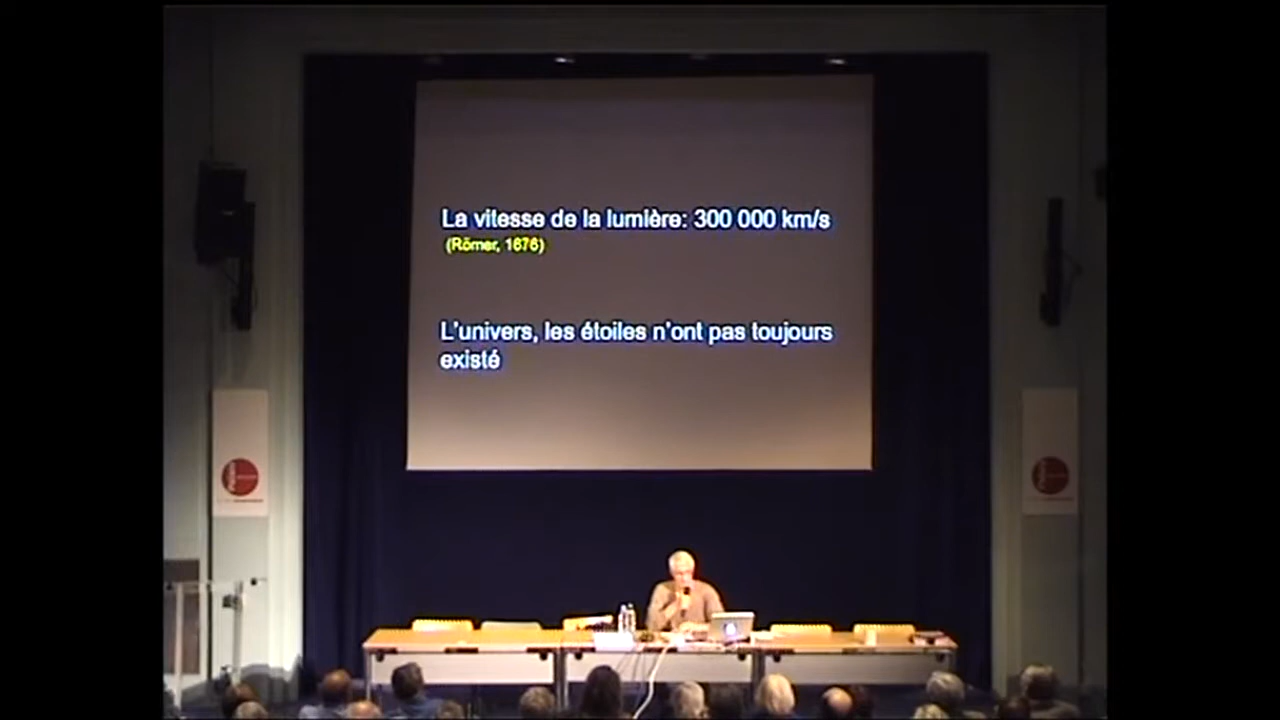 La vitesse de la lumière: 300 000 km/s
(Römer, 1676)
L'univers, les étoiles n'ont pas toujours
existé